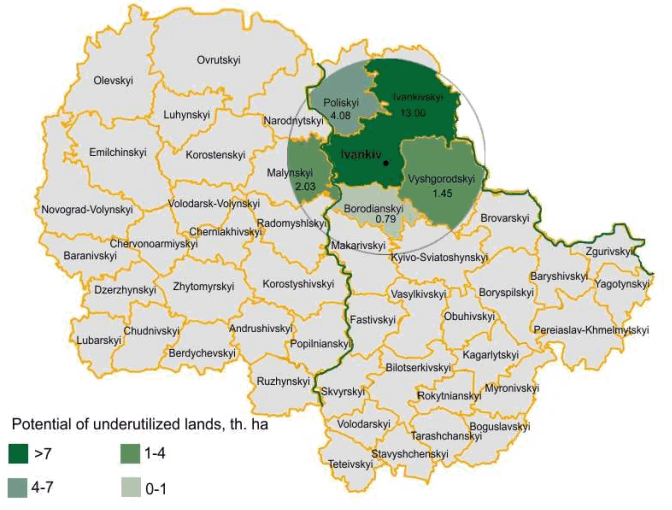 Ovrutskyi
Olevskyi
Ivankivskyi
13.00
Poliskyi
4.08
Luhynskyi
Narodnytskyi
Emilchinskyi
Korostenskyi
Ivankiv
Malynskyi
2.03
Vyshgorodskyi
1.45
Novograd-Volynskyi
Volodarsk-Volynskyi
Borodianskyi
0.79
Brovarskyi
Radomyshlskyi
Cherniakhivskyi
Chervonoarmiyskyi
Makarivskyi
Baranivskyi
Kyivo-Sviatoshynskyi
Zgurivskyi
Baryshivskyi
Yagotynskyi
Dzerzhynskyi
Zhytomyrskyi
Korostyshivskyi
Vasylkivskyi
Boryspilskyi
Fastivskyi
Obuhivskyi
Chudnivskyi
Andrushivskyi
Pereiaslav-Khmelmytskyi
Lubarskyi
Popilnianskyi
Berdychevskyi
Kagarlytskyi
Bilotserkivskyi
Ruzhynskyi
Skvyrskyi
Rokytnianskyi
Myronivskyi
Potential of underutilized lands, th. ha
Volodarskyi
Boguslavskyi
Tarashchanskyi
>7
1-4
Stavyshchenskyi
Teteivskyi
4-7
0-1